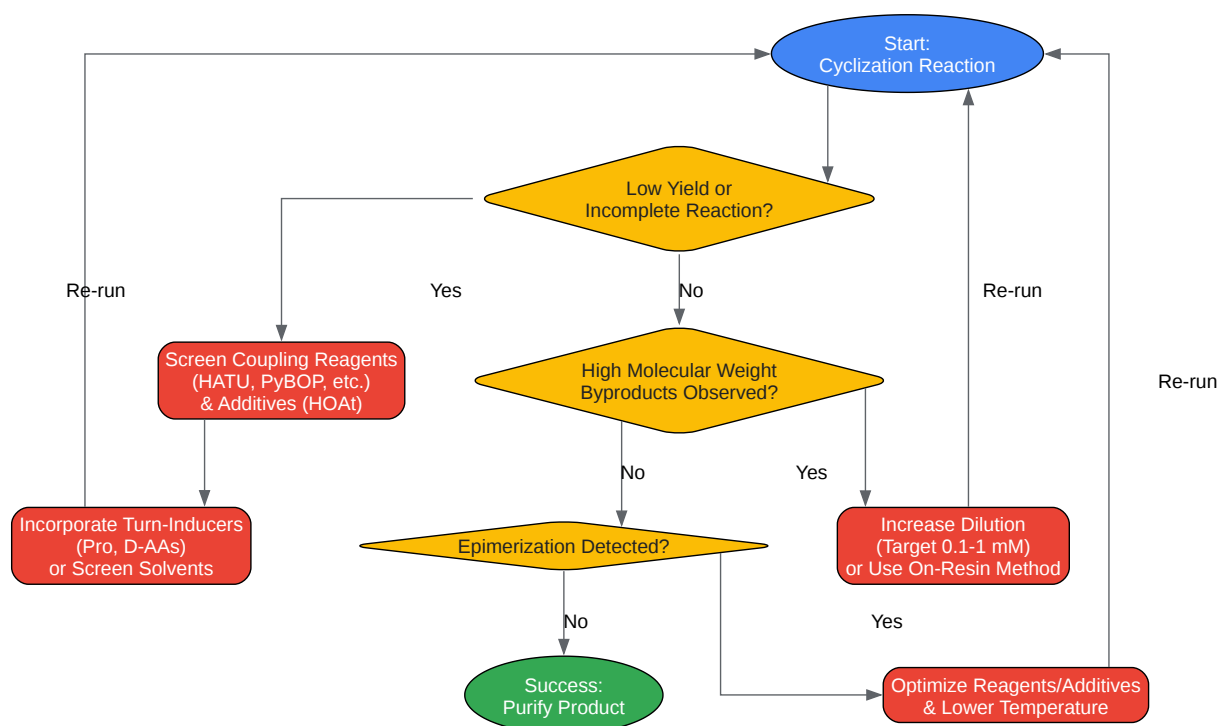 Start:
Cyclization Reaction
Low Yield or
Incomplete Reaction?
Re-run
Yes
No
Re-run
Screen Coupling Reagents
(HATU, PyBOP, etc.)
& Additives (HOAt)
High Molecular Weight
Byproducts Observed?
Re-run
No
Yes
Incorporate Turn-Inducers
(Pro, D-AAs)
or Screen Solvents
Epimerization Detected?
Increase Dilution
(Target 0.1-1 mM)
or Use On-Resin Method
No
Yes
Success:
Purify Product
Optimize Reagents/Additives
& Lower Temperature